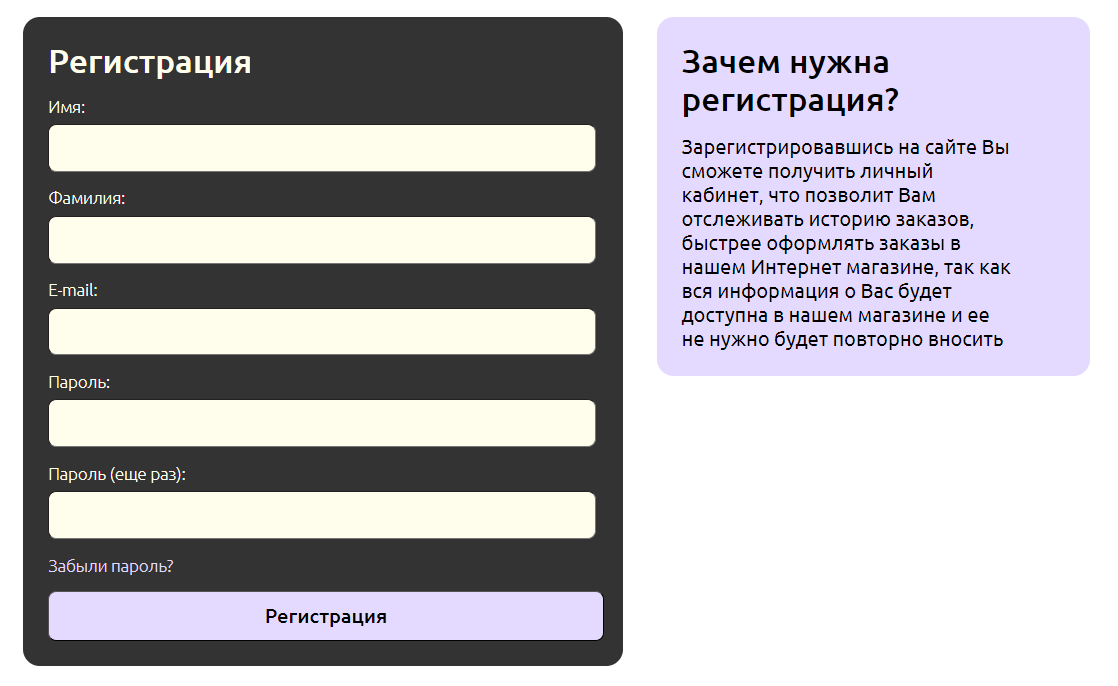 Регистрация
Имя:
Фамилия:
E-mail:
Пароль:
Пароль (еще раз):
Забыли пароль?
Регистрация
Зачем нужна
регистрация?
Зарегистрировавшись на сайте Вы
сможете получить личный
кабинет, что позволит Вам
отслеживать историю заказов,
быстрее оформлять заказы в
нашем Интернет магазине, так как
вся информация о Вас будет
доступна в нашем магазине и ее
не нужно будет повторно вносить